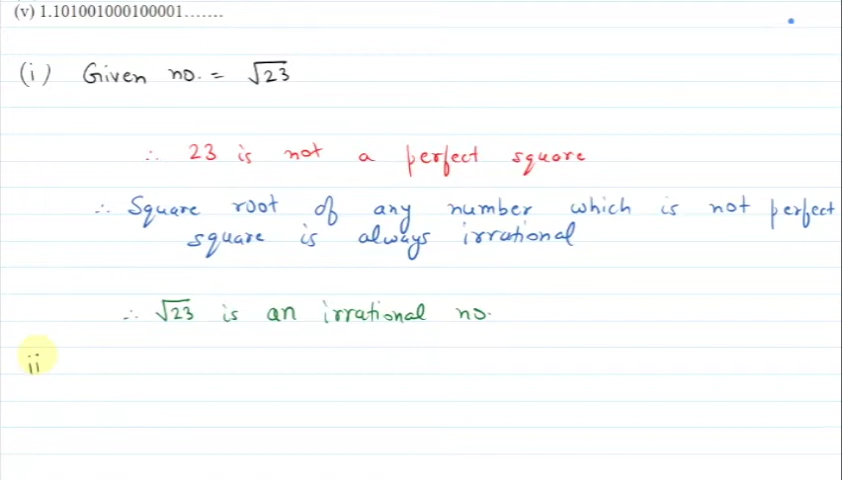 (v) 1.101001000100001.......
(i) Given no. = √23
∴ 23 is not a perfect square
∴ Square root of any number which is not perfect
square is always irrational
∴ √23 is an irrational no.
ii